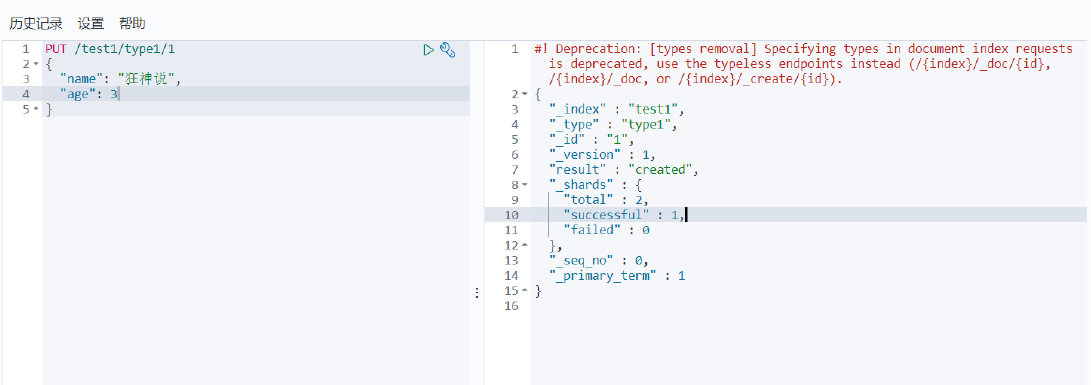 历史记录 设置 帮助
1 PUT /test1/type1/1
2 {
3 "name": "狂神说",
4 "age": 3
5 }
1 #! Deprecation: [types removal] Specifying types in document index requests
is deprecated, use the typeless endpoints instead (/{index}/_doc/{id},
/{index}/_doc, or /{index}/_create/{id}).
2 {
3 "_index" : "test1",
4 "_type" : "type1",
5 "_id" : "1",
6 "_version" : 1,
7 "result" : "created",
8 "_shards" : {
9 "total" : 2,
10 "successful" : 1,
11 "failed" : 0
12 },
13 "_seq_no" : 0,
14 "_primary_term" : 1
15 }
16